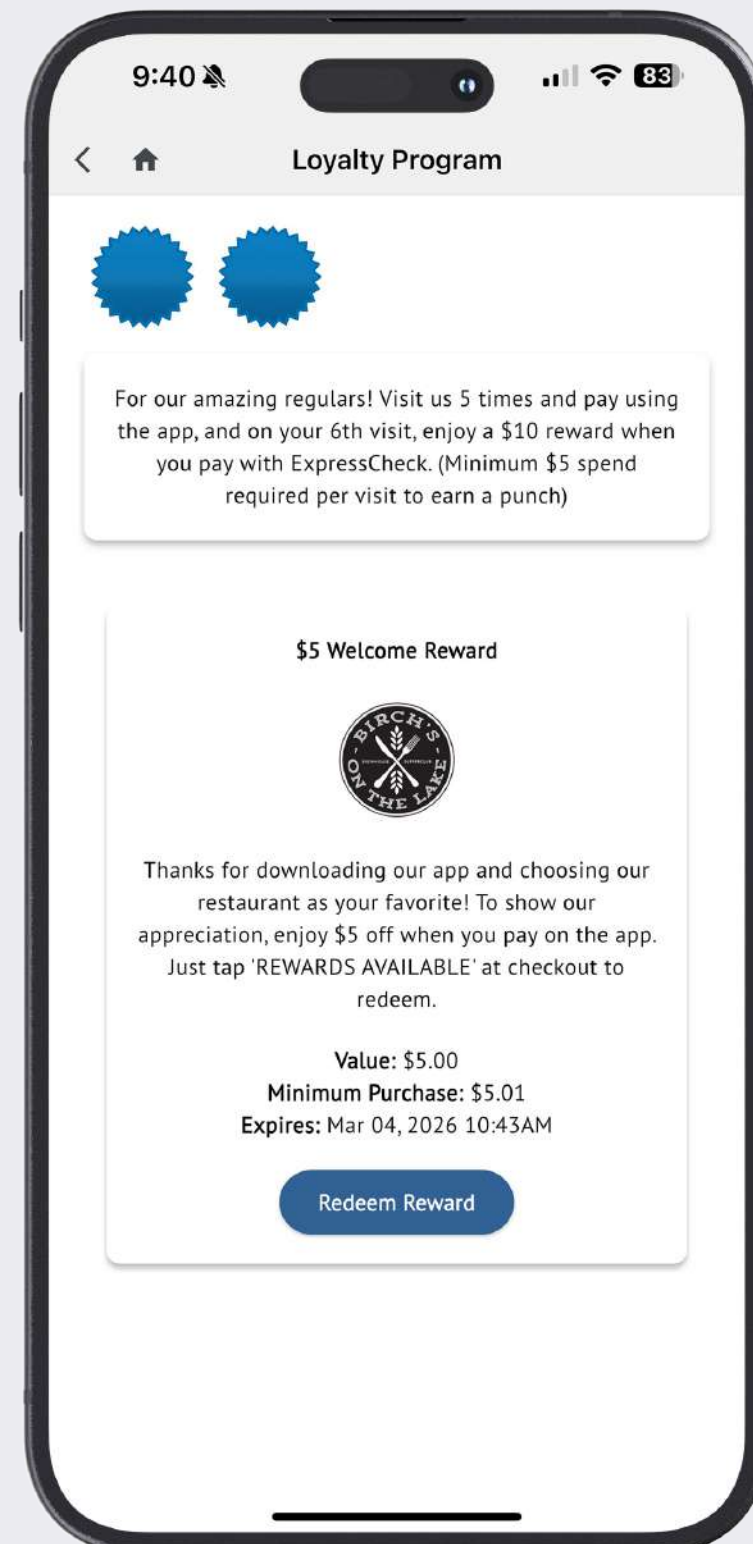 9:40
83
Loyalty Program
For our amazing regulars! Visit us 5 times and pay using
the app, and on your 6th visit, enjoy a $10 reward when
you pay with ExpressCheck. (Minimum $5 spend
required per visit to earn a punch)
$5 Welcome Reward
BIRCH'S
ON THE LAKE
Thanks for downloading our app and choosing our
restaurant as your favorite! To show our
appreciation, enjoy $5 off when you pay on the app.
Just tap 'REWARDS AVAILABLE' at checkout to
redeem.
Value: $5.00
Minimum Purchase: $5.01
Expires: Mar 04, 2026 10:43AM
Redeem Reward